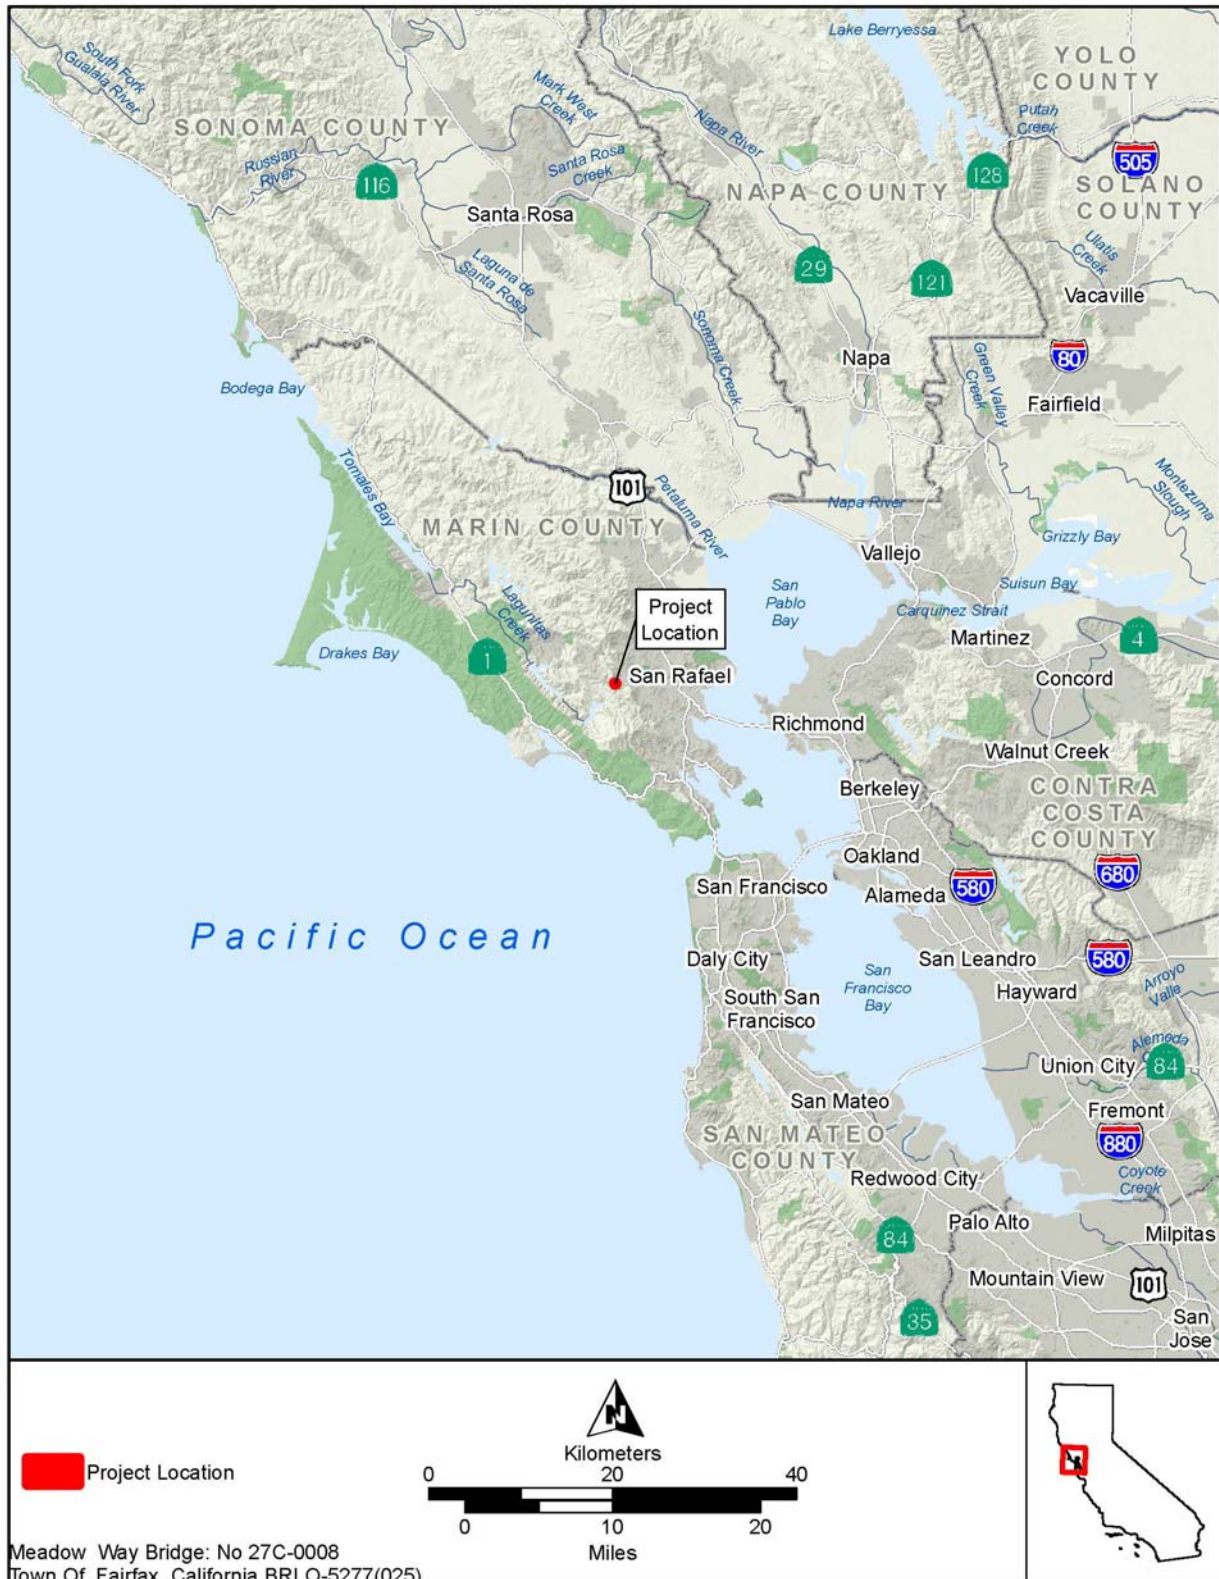 Lake Berryessa
YOLO
COUNTY
South Fork
Gualala River
Mark West
Creek
Napa River
Putah
Creek
SONOMA COUNTY
505
Russian
River
Santa Rosa
Creek
116
128
NAPA COUNTY
SOLANO
COUNTY
Santa Rosa
Ulatis
Creek
29
121
Laguna de
Santa Rosa
Vacaville
Sonoma Creek
Napa
80
Green Valley
Creek
Bodega Bay
Fairfield
Tomales Bay
101
Petaluma River
Montezuma
Slough
Napa River
MARIN COUNTY
Grizzly Bay
Vallejo
San
Pablo
Bay
Suisun Bay
Lagunitas
Creek
Project
Location
Carquinez Strait
Martinez
4
Drakes Bay
1
San Rafael
Concord
Richmond
Walnut Creek
Berkeley
CONTRA
COSTA
COUNTY
Oakland
680
San Francisco
Alameda
580
Pacific Ocean
Daly City
San Leandro
580
San
Francisco
Bay
Hayward
Arroyo
Valle
South San
Francisco
Alameda
Union City
84
San Mateo
Fremont
SAN MATEO
COUNTY
880
Redwood City
Coyote
Creek
Palo Alto
84
Milpitas
Mountain View
101
35
San
Jose
N
Kilometers
Project Location
0 20 40
0 10 20
Miles
Meadow Way Bridge: No 27C-0008
Town Of Fairfax, California BRLO-5277(025)